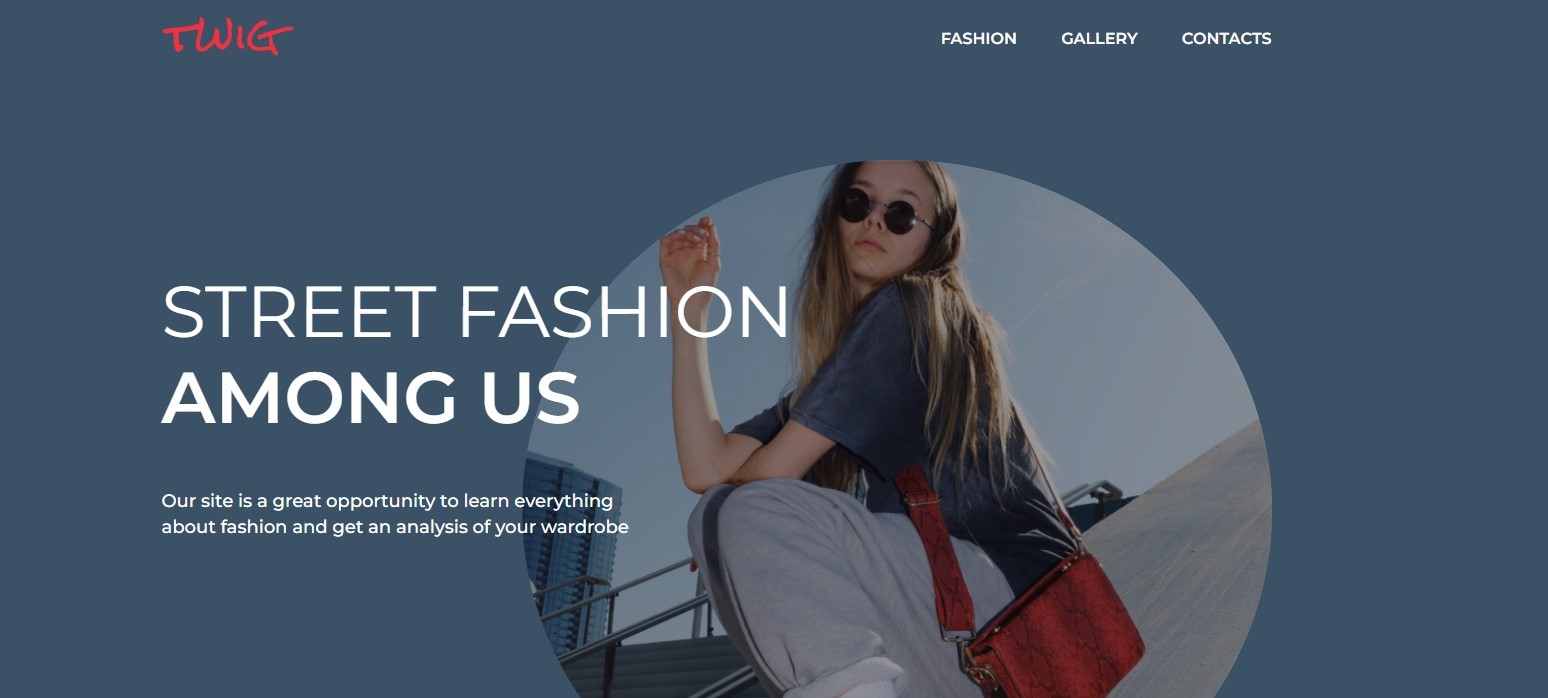 TWIG
FASHION GALLERY CONTACTS
STREET FASHION
AMONG US
Our site is a great opportunity to learn everything
about fashion and get an analysis of your wardrobe